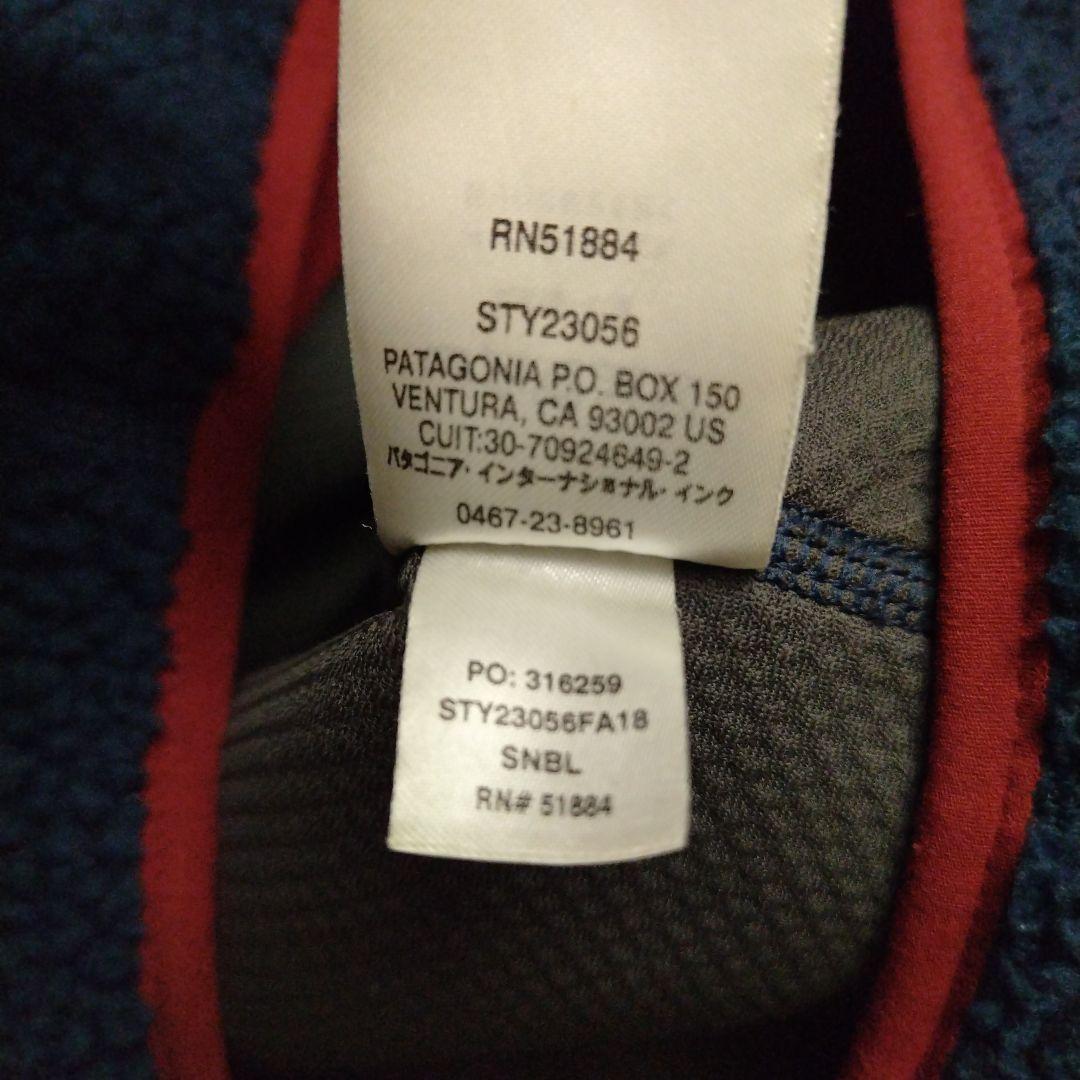 RN51884
STY23056
PATAGONIA P.O. BOX 150
VENTURA, CA 93002 US
CUIT:30-70924649-2
パタゴニア・インターナショナル・インク
0467-23-8961
PO: 316259
STY23056FA18
SNBL
RN# 51884